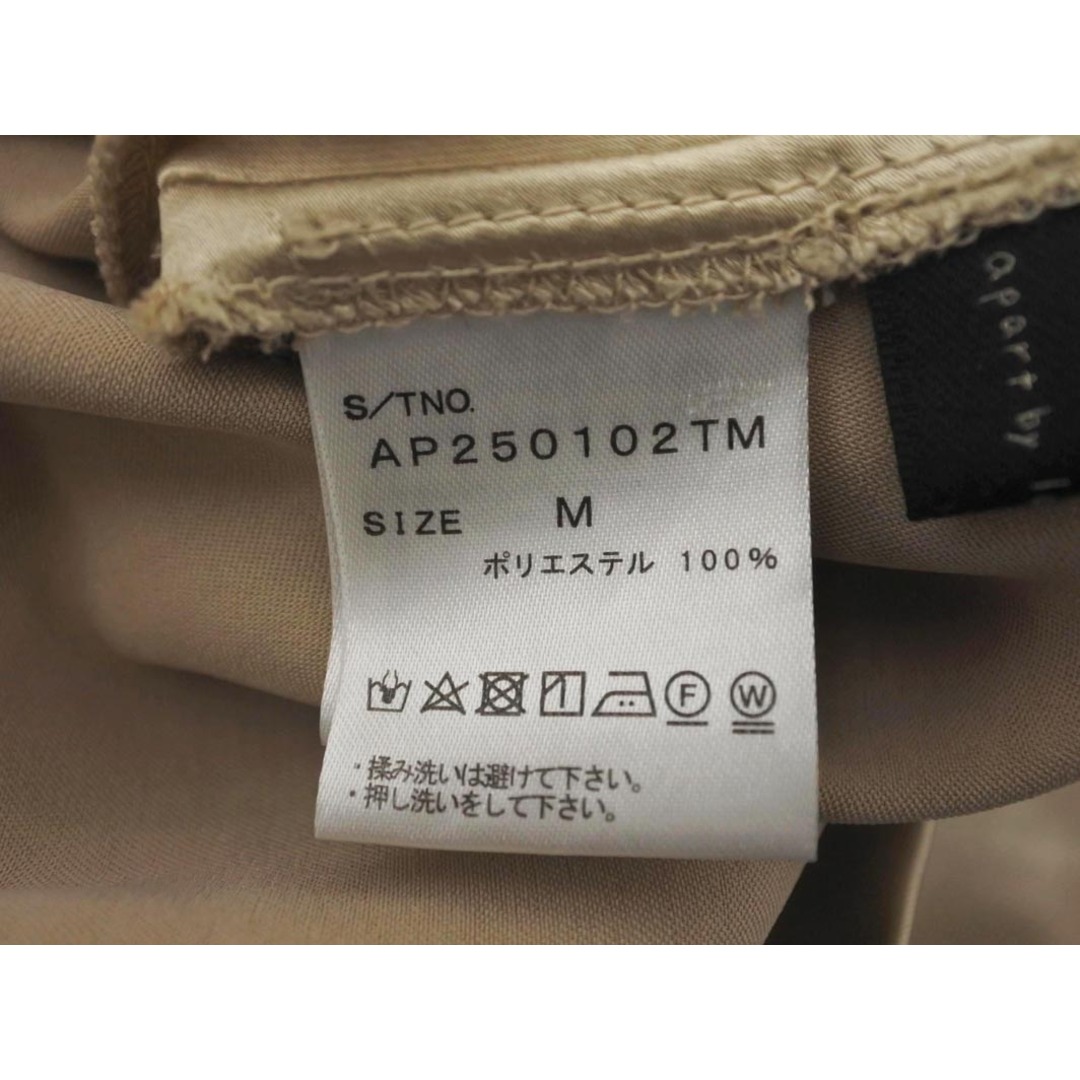 S/TNO.
AP250102TM
SIZE M
ポリエステル 100%
F W
・揉み洗いは避けて下さい。
・押し洗いをして下さい。
apart by